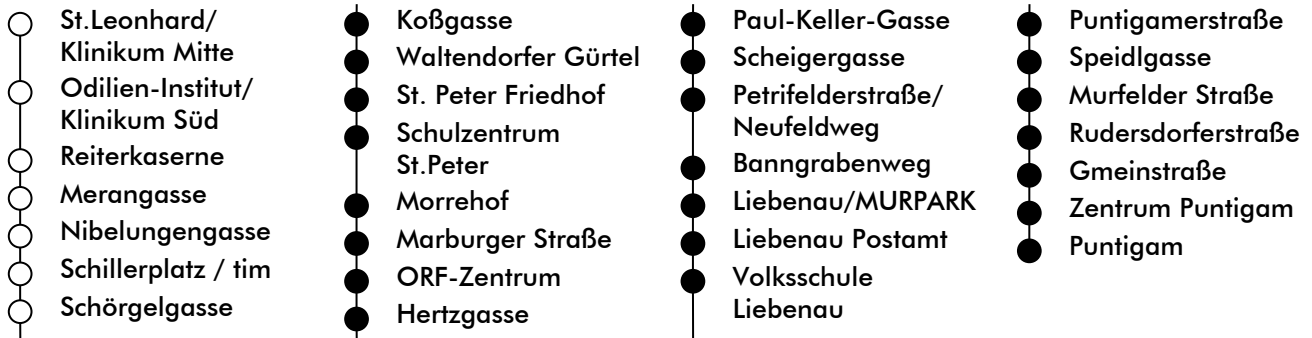 St.Leonhard/
Klinikum Mitte
Odilien-Institut/
Klinikum Süd
Reiterkaserne
Merangasse
Nibelungengasse
Schillerplatz / tim
Schörgelgasse
Koßgasse
Waltendorfer Gürtel
St. Peter Friedhof
Schulzentrum
St.Peter
Morrehof
Marburger Straße
ORF-Zentrum
Hertzgasse
Paul-Keller-Gasse
Scheigergasse
Petrifelderstraße/
Neufeldweg
Banngrabenweg
Liebenau/MURPARK
Liebenau Postamt
Volksschule
Liebenau
Puntigamerstraße
Speidlgasse
Murfelder Straße
Rudersdorferstraße
Gmeinstraße
Zentrum Puntigam
Puntigam